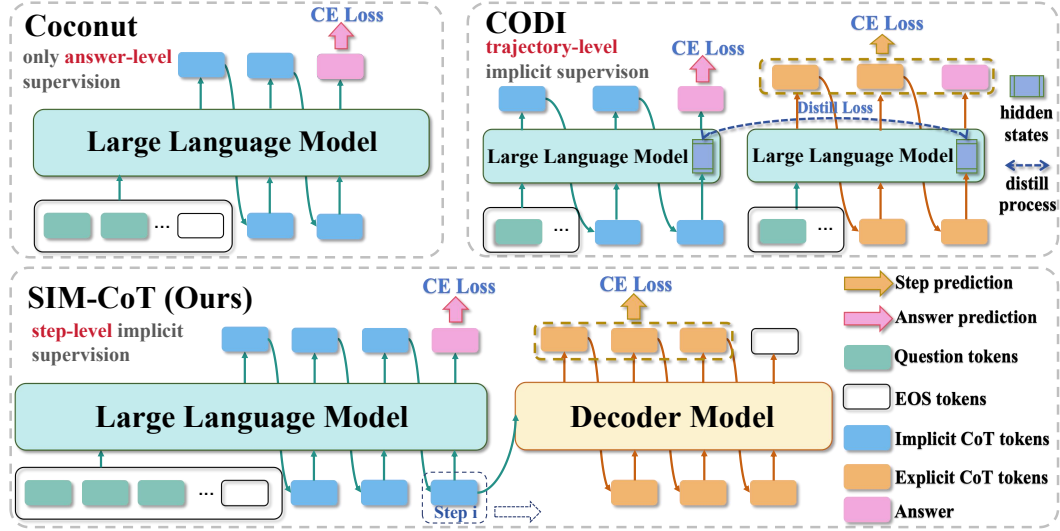 Coconut
only answer-level
supervision
CE Loss
Large Language Model
...
CODI
trajectory-level
implicit supervison
CE Loss
CE Loss
Distill Loss
Large Language Model
Large Language Model
...
...
hidden
states
distill
process
SIM-CoT (Ours)
step-level implicit
supervision
CE Loss
CE Loss
Large Language Model
Decoder Model
...
Step i
Step prediction
Answer prediction
Question tokens
EOS tokens
Implicit CoT tokens
Explicit CoT tokens
Answer